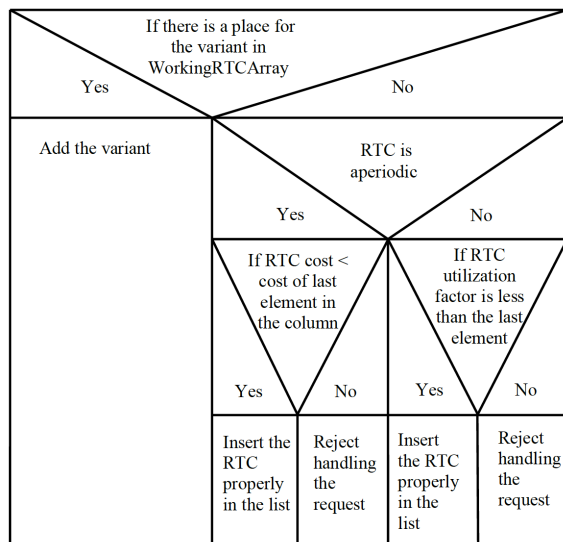 If there is a place for
the variant in
WorkingRTCArray
Yes
No
Add the variant
RTC is
aperiodic
Yes
No
If RTC cost <
cost of last
element in
the column
Yes
No
If RTC
utilization
factor is less
than the last
element
Yes
No
Insert the
RTC
properly
in the list
Reject
handling
the
request
Insert
the RTC
properly
in the
list
Reject
handling
the
request